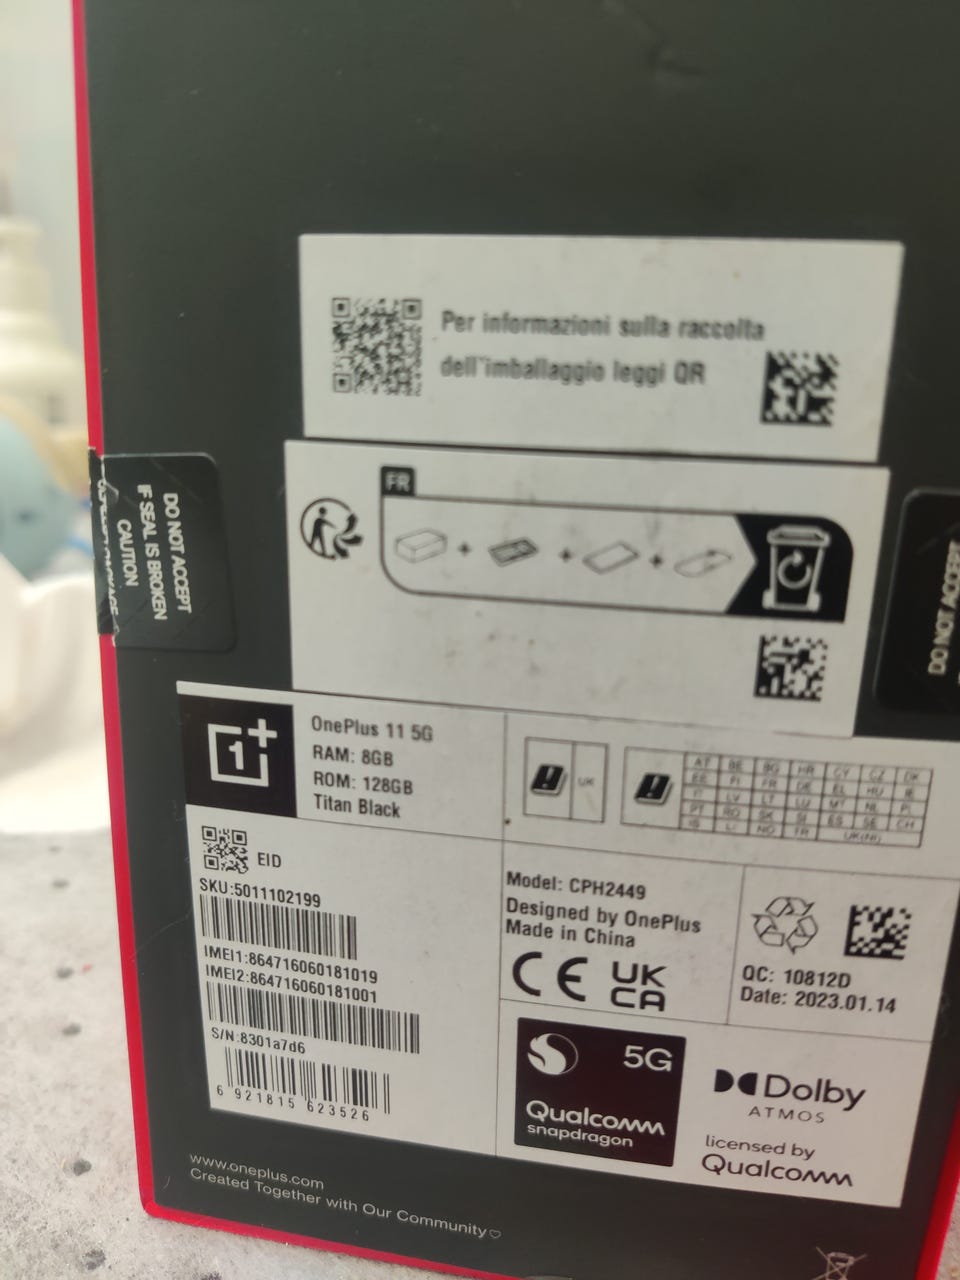 Per informazioni sulla raccolta
dell'imballaggio leggi QR
FR
DO NOT ACCEPT
IF SEAL IS BROKEN
CAUTION
DO NOT ACCEPT
1+
OnePlus 11 5G
RAM: 8GB
ROM: 128GB
Titan Black
UK
AT BE BG HR CY CZ DK
EE FI FR DE EL HU IE
IT LV LT LU MT NL PL
PT RO SK SI ES SE CH
IS LI NO TR UK(NI)
EID
SKU:5011102199
IMEI1:864716060181019
IMEI2:864716060181001
S/N:8301a7d6
6 921815 623526
Model: CPH2449
Designed by OnePlus
Made in China
CE UK
CA
QC: 10812D
Date: 2023.01.14
5G
Qualcomm
snapdragon
Dolby
ATMOS
licensed by
Qualcomm
www.oneplus.com
Created Together with Our Community♡